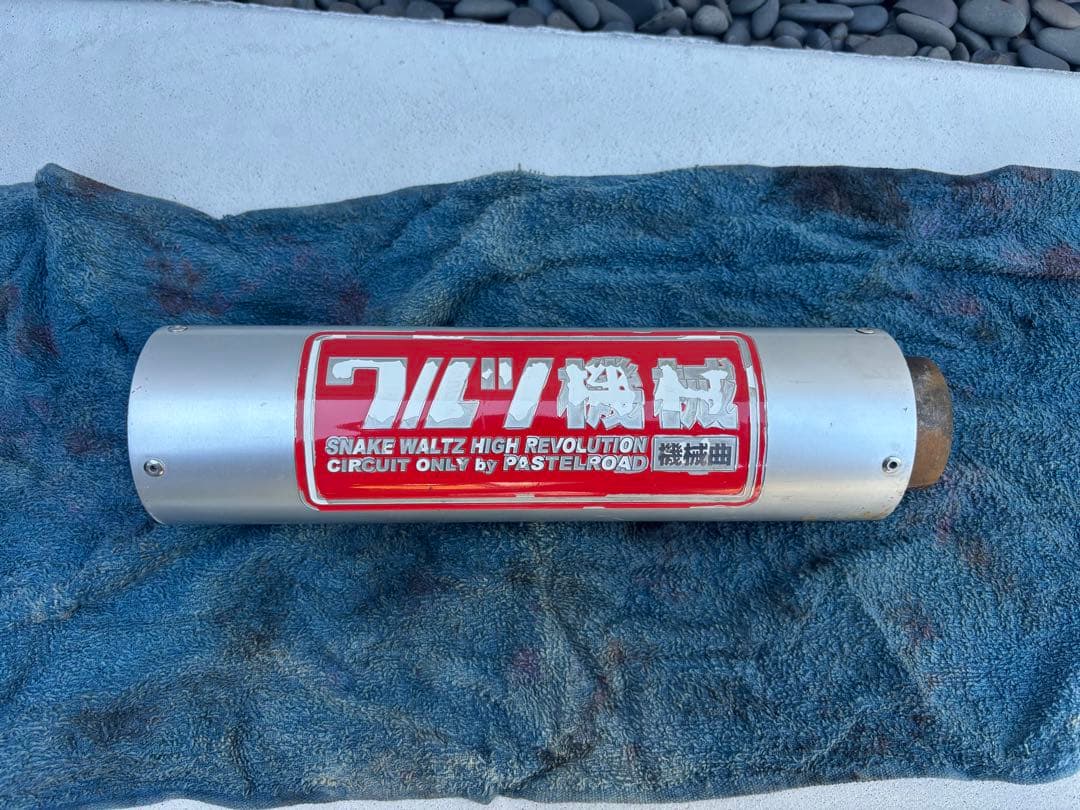 ワルツ機械
SNAKE WALTZ HIGH REVOLUTION
CIRCUIT ONLY by PASTELROAD 機械曲